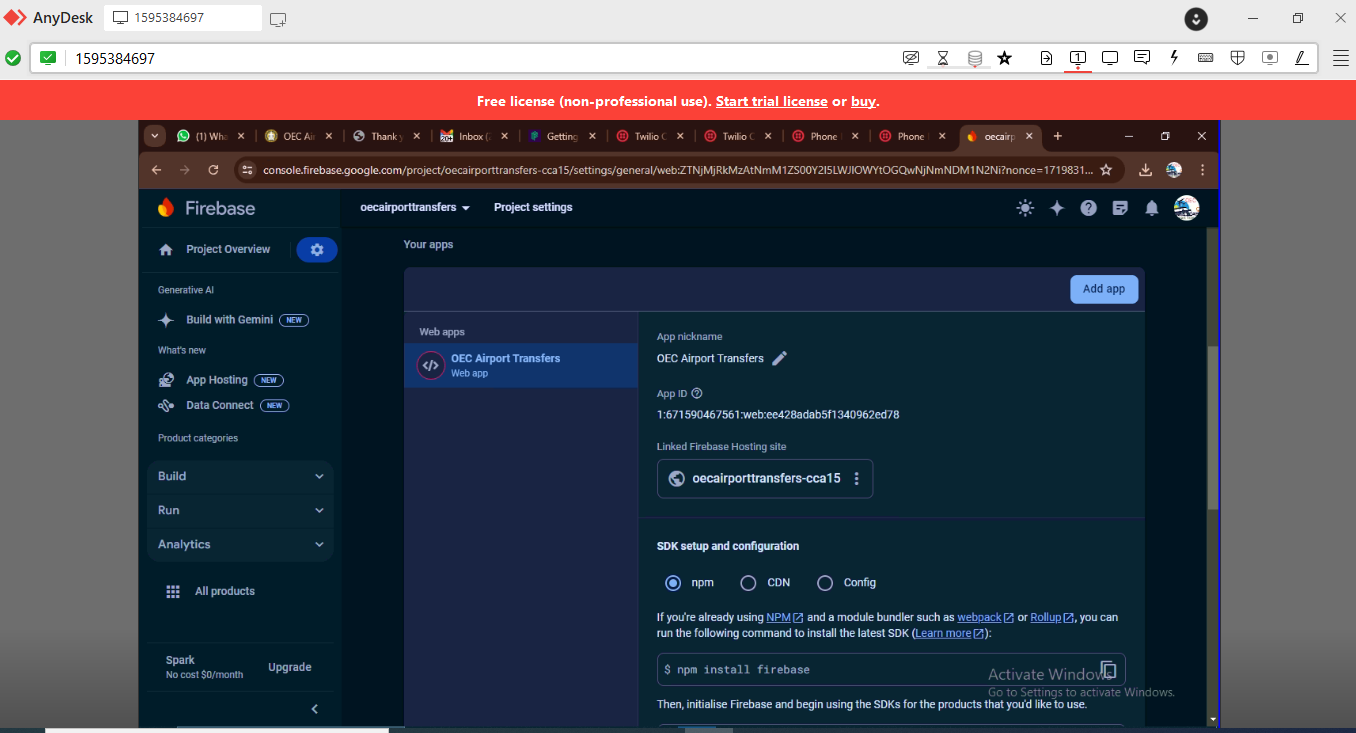 AnyDesk
1595384697
1595384697
Free license (non-professional use). Start trial license or buy.
(1) Wha
OEC Air
Thank y
Inbox (
Getting
Twilio C
Twilio C
Phone
Phone
oecairp
console.firebase.google.com/project/oecairporttransfers-cca15/settings/general/web:ZTNjMjRkMzAtNmM1ZS00Y2I5LWJlOWYtOGQwNjNmNDM1N2Ni?nonce=1719831...
Firebase
oecairporttransfers
Project settings
Project Overview
Your apps
Generative AI
Add app
Build with Gemini
NEW
Web apps
App nickname
What's new
OEC Airport Transfers
Web app
OEC Airport Transfers
App Hosting
NEW
App ID
Data Connect
NEW
1:671590467561:web:ee428adab5f1340962ed78
Product categories
Linked Firebase Hosting site
Build
oecairporttransfers-cca15
Run
Analytics
SDK setup and configuration
npm
CDN
Config
All products
If you're already using NPM and a module bundler such as webpack or Rollup, you can
run the following command to install the latest SDK (Learn more):
Spark
No cost $0/month
Upgrade
$ npm install firebase
Activate Windows
Go to Settings to activate Windows.
Then, initialise Firebase and begin using the SDKs for the products that you'd like to use.